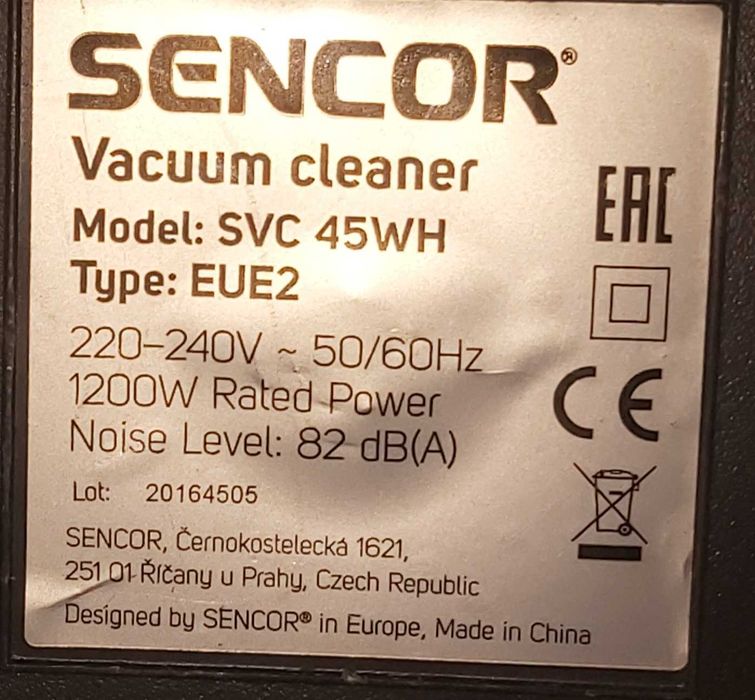 SENCOR®
Vacuum cleaner
Model: SVC 45WH
Type: EUE2
220–240V ~ 50/60Hz
1200W Rated Power
Noise Level: 82 dB(A)
Lot: 20164505
SENCOR, Černokostelecká 1621,
251 01 Říčany u Prahy, Czech Republic
Designed by SENCOR® in Europe, Made in China
EAC
CE